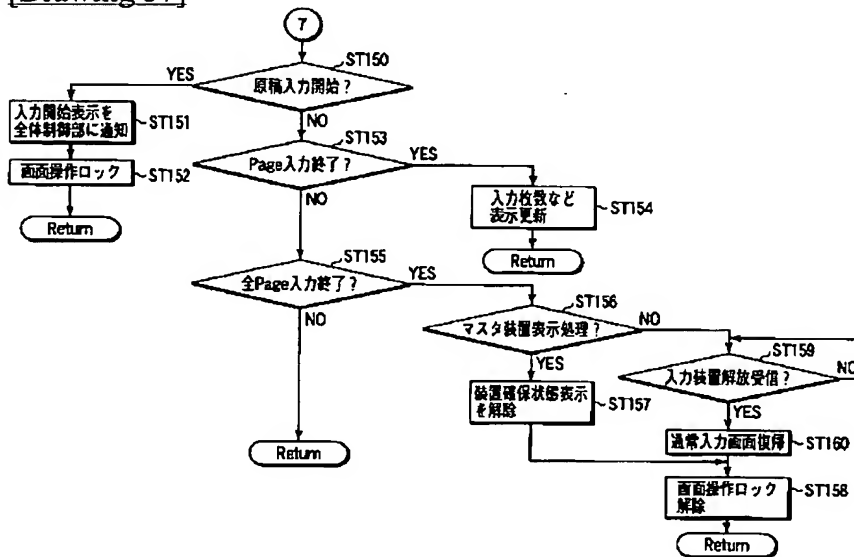 7
ST150
YES
原稿入力開始?
NO
入力開始表示を
全体制御部に通知
ST151
画面操作ロック
ST152
Return
ST153
Page入力終了?
YES
NO
入力枚数など
表示更新
ST154
Return
ST155
全Page入力終了?
YES
NO
ST156
マスタ装置表示処理?
NO
YES
ST159
入力装置解放受信?
NO
YES
装置確保状態表示
を解除
ST157
通常入力画面復帰
ST160
Return
画面操作ロック
解除
ST158
Return